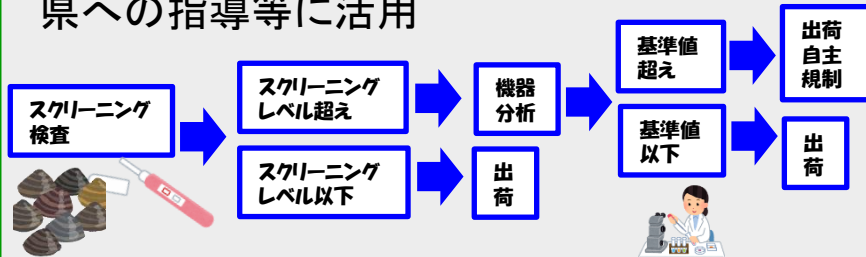 県への指導等に活用
スクリーニング
検査
スクリーニング
レベル超え
スクリーニング
レベル以下
機器
分析
出
荷
基準値
超え
基準値
以下
出荷
自主
規制
出
荷